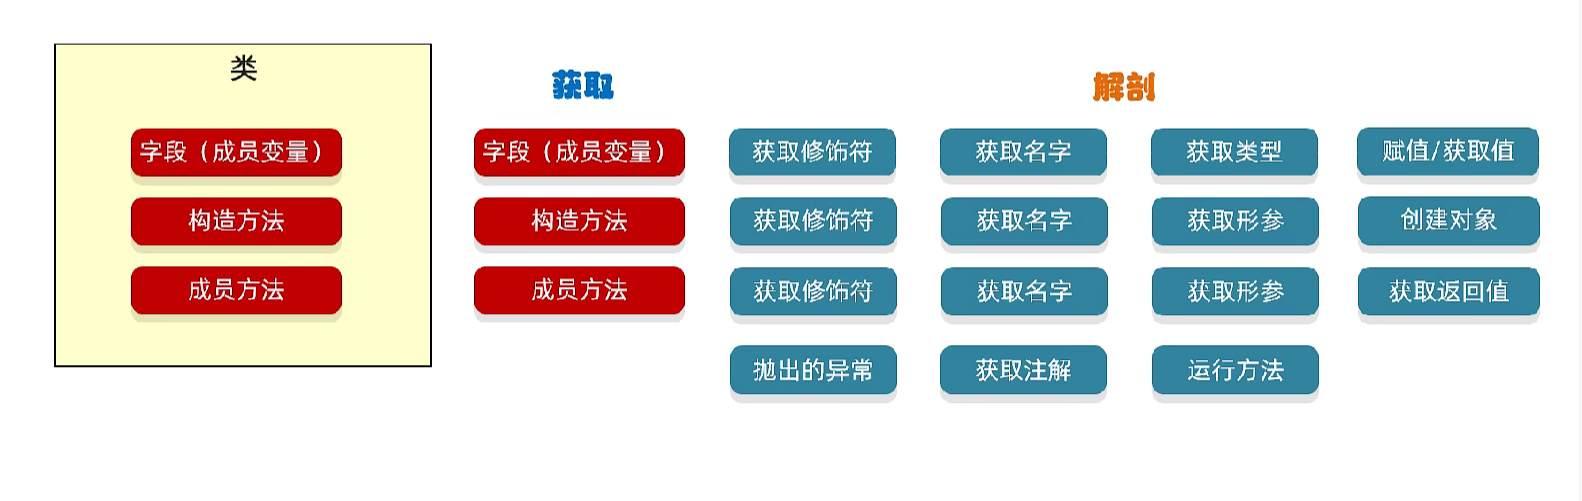 类
字段（成员变量）
构造方法
成员方法
获取
解剖
字段（成员变量） 获取修饰符 获取名字 获取类型 赋值/获取值
构造方法 获取修饰符 获取名字 获取形参 创建对象
成员方法 获取修饰符 获取名字 获取形参 获取返回值
抛出的异常 获取注解 运行方法